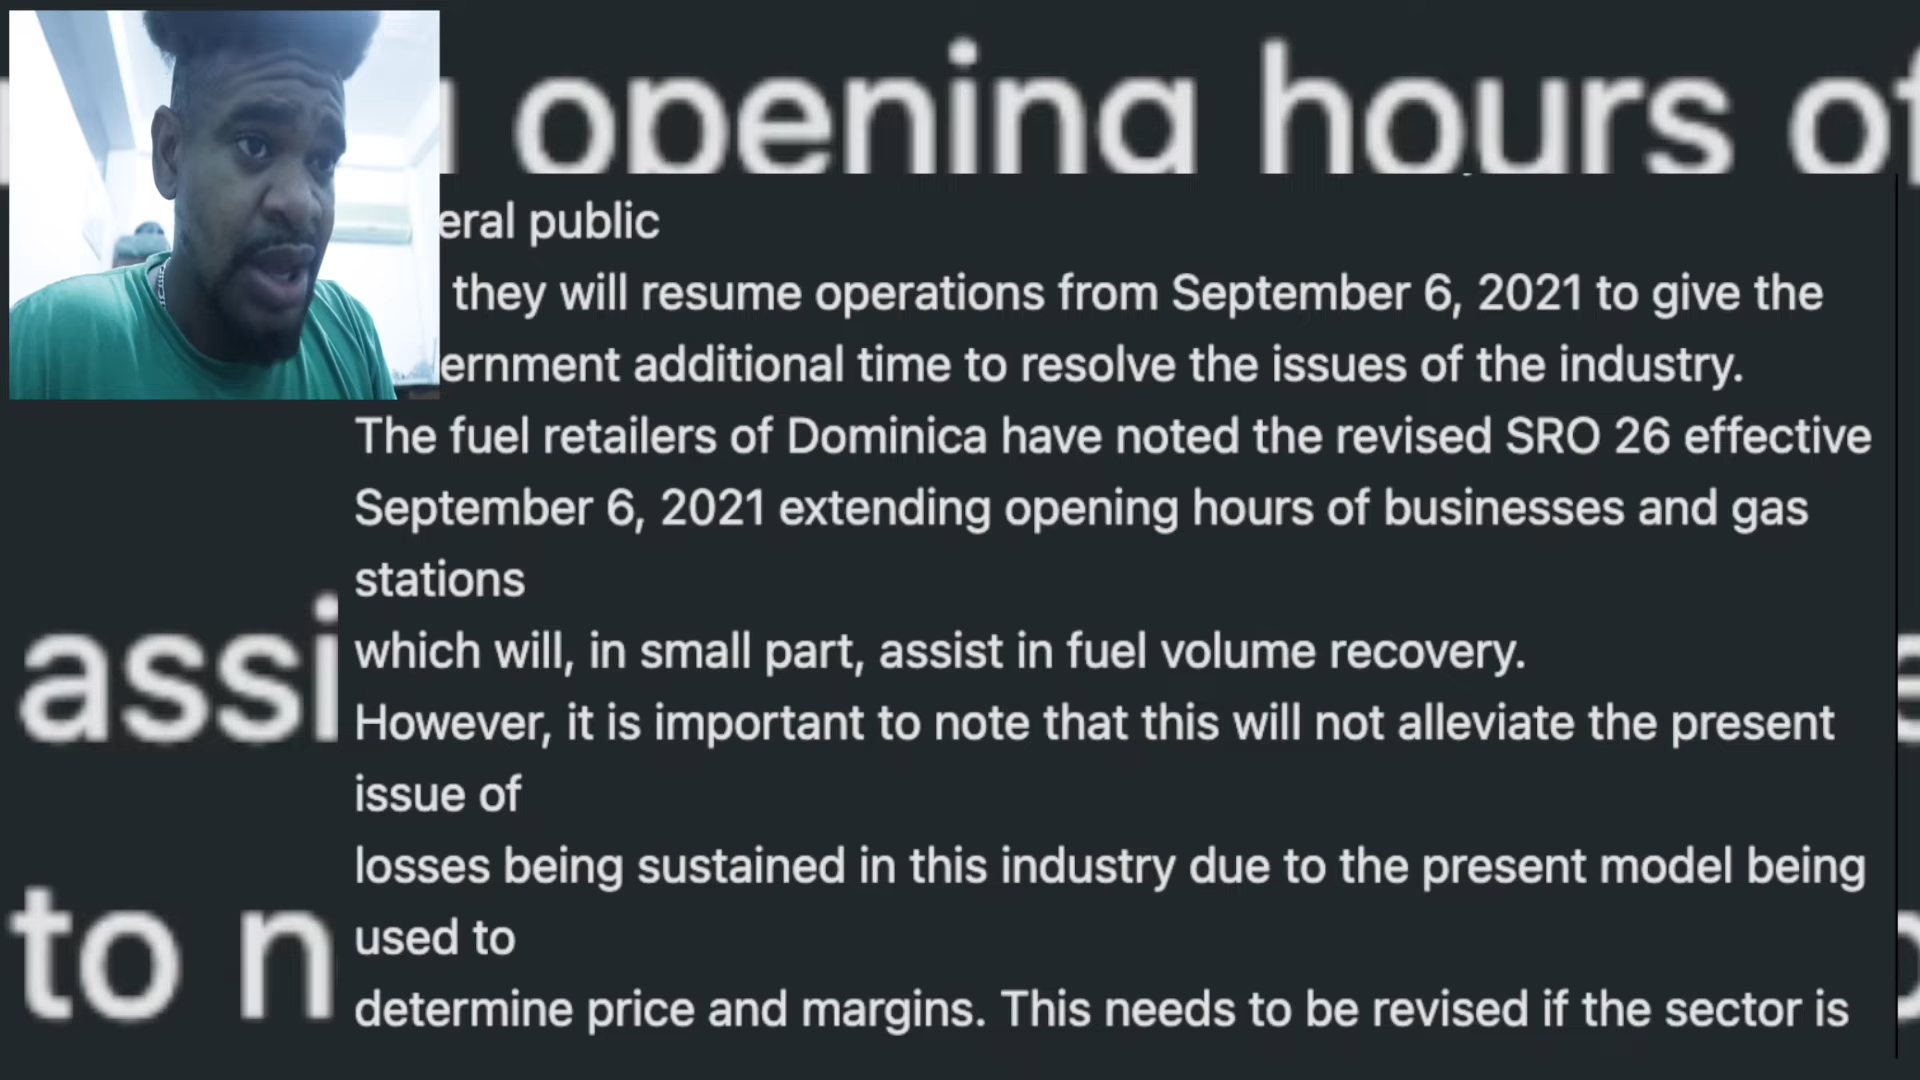 opening hours of
eral public
they will resume operations from September 6, 2021 to give the
ernment additional time to resolve the issues of the industry.
The fuel retailers of Dominica have noted the revised SRO 26 effective
September 6, 2021 extending opening hours of businesses and gas
stations
which will, in small part, assist in fuel volume recovery.
However, it is important to note that this will not alleviate the present
issue of
losses being sustained in this industry due to the present model being
used to
determine price and margins. This needs to be revised if the sector is
assi
to n